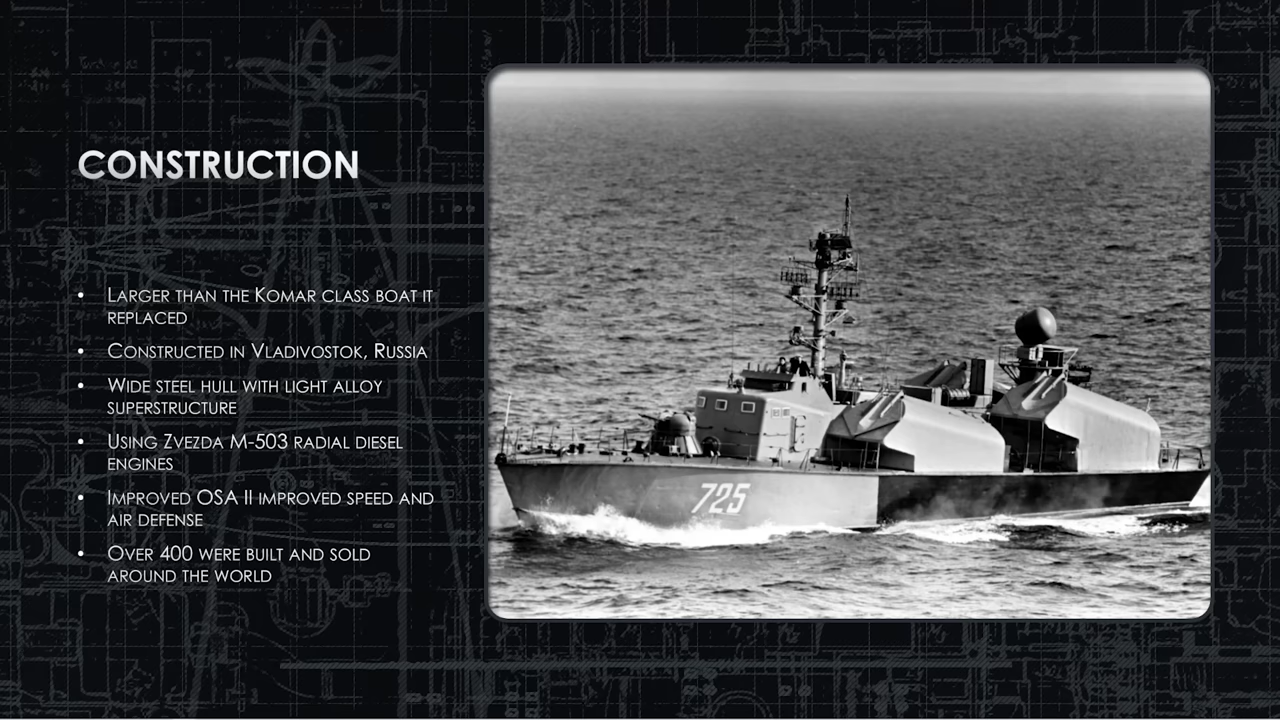 CONSTRUCTION
• LARGER THAN THE KOMAR CLASS BOAT IT
REPLACED
• CONSTRUCTED IN VLADIVOSTOK, RUSSIA
• WIDE STEEL HULL WITH LIGHT ALLOY
SUPERSTRUCTURE
• USING ZVEZDA M-503 RADIAL DIESEL
ENGINES
• IMPROVED OSA II IMPROVED SPEED AND
AIR DEFENSE
• OVER 400 WERE BUILT AND SOLD
AROUND THE WORLD
725